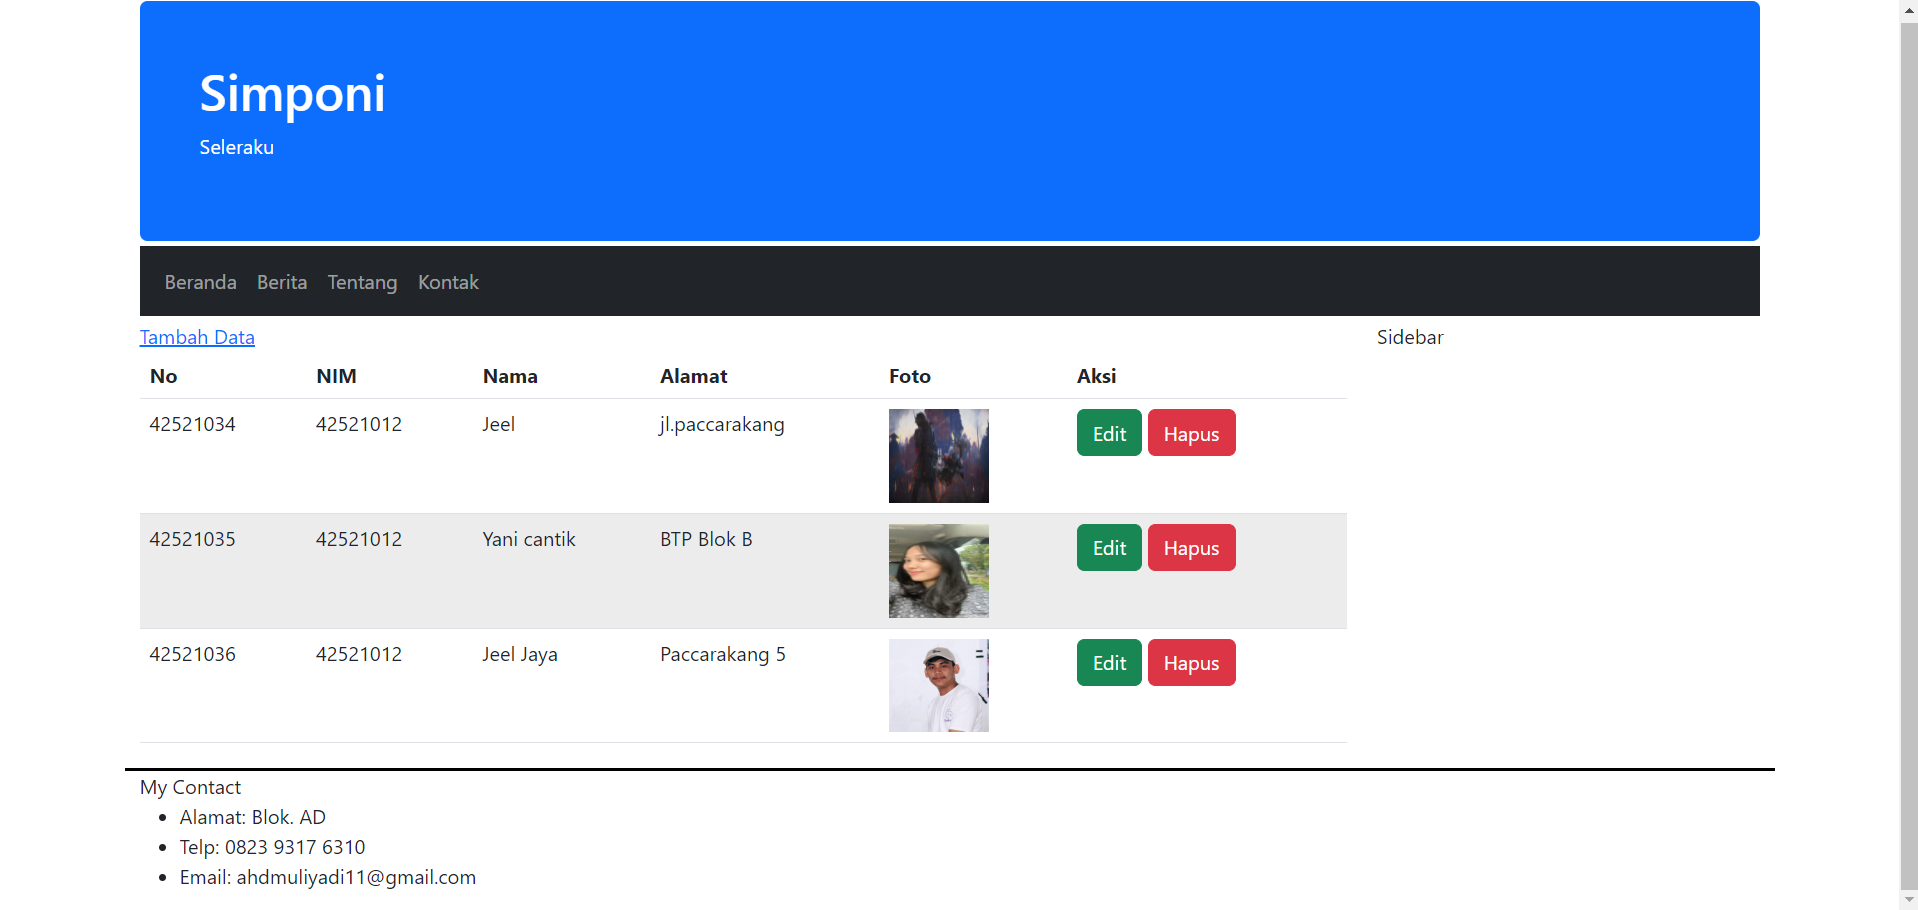 Simponi
Seleraku
Beranda Berita Tentang Kontak
Tambah Data
Sidebar
No NIM Nama Alamat Foto Aksi
42521034 42521012 Jeel jl.paccarakang Edit Hapus
42521035 42521012 Yani cantik BTP Blok B Edit Hapus
42521036 42521012 Jeel Jaya Paccarakang 5 Edit Hapus
My Contact
Alamat: Blok. AD
Telp: 0823 9317 6310
Email: ahdmuliyadi11@gmail.com